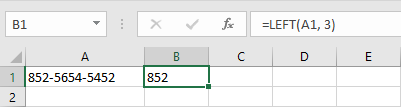 B1 fx =LEFT(A1, 3)
A B C D E
1 852-5654-5452 852
2